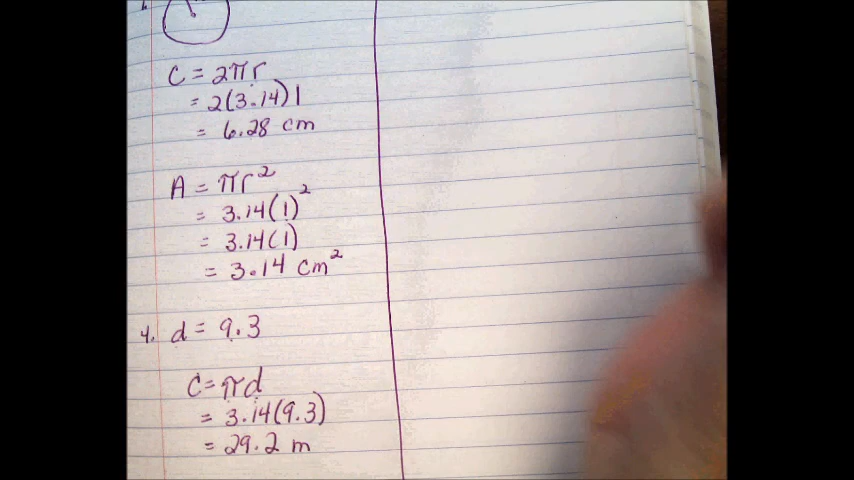 C = 2πr
= 2(3.14)1
= 6.28 cm
A = πr²
= 3.14(1)²
= 3.14(1)
= 3.14 cm²
4. d = 9.3
C = πd
= 3.14(9.3)
= 29.2 m